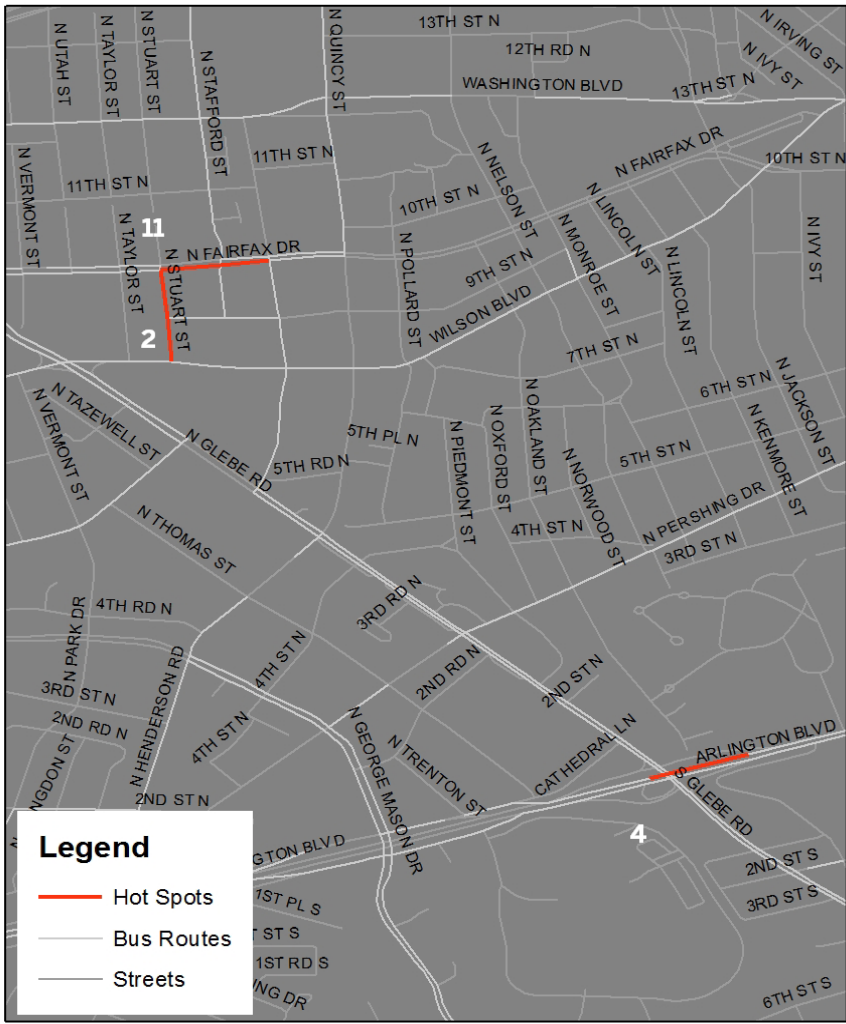 13TH ST N
N IRVING ST
N UTAH ST
N TAYLOR ST
N STUART ST
N STAFFORD ST
N QUINCY ST
12TH RD N
N IVY ST
WASHINGTON BLVD
13TH ST N
N VERMONT ST
11TH ST N
11TH ST N
N NELSON ST
N FAIRFAX DR
10TH ST N
10TH ST N
N LINCOLN ST
N TAYLOR ST
11
N STUART ST
N FAIRFAX DR
N POLLARD ST
9TH ST N
N MONROE ST
N LINCOLN ST
N IVY ST
2
WILSON BLVD
7TH ST N
N VERMONT ST
N TAZEWELL ST
N GLEBE RD
5TH PL N
5TH RD N
N PIEDMONT ST
N OXFORD ST
N OAKLAND ST
N NORWOOD ST
6TH ST N
N JACKSON ST
N KENMORE ST
5TH ST N
N THOMAS ST
4TH ST N
N PERSHING DR
3RD ST N
N PARK DR
4TH RD N
3RD RD N
3RD ST N
2ND RD N
N HENDERSON RD
4TH ST N
4TH ST N
2ND RD N
2ND ST N
N GEORGE MASON DR
N TRENTON ST
CATHEDRAL LN
ARLINGTON BLVD
S GLEBE RD
NGDON ST
2ND ST N
4
GTON BLVD
2ND ST S
3RD ST S
1ST PL S
T ST S
1ST RD S
NG DR
6TH ST S
Legend
Hot Spots
Bus Routes
Streets